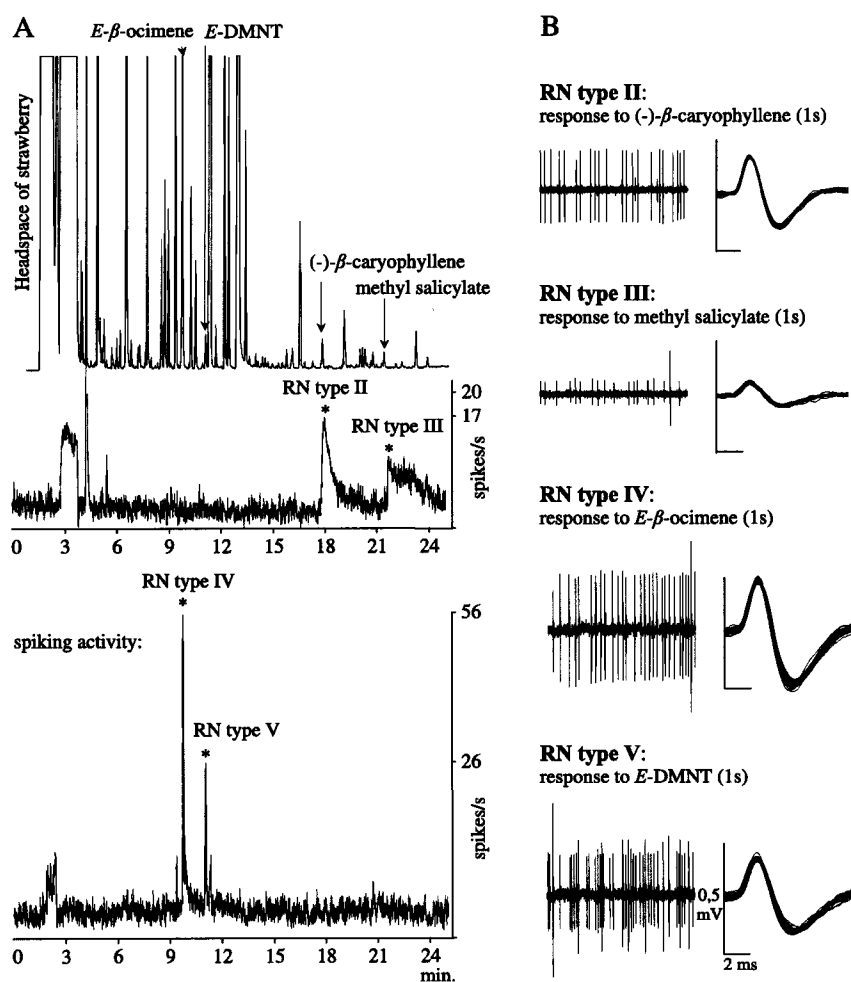 A
E-β-ocimene E-DMNT
Headspace of strawberry
(-)-β-caryophyllene
methyl salicylate
RN type II
*
RN type III
*
20
17
spikes/s
0 3 6 9 12 15 18 21 24
RN type IV
*
spiking activity:
RN type V
*
56
26
spikes/s
0 3 6 9 12 15 18 21 24
min.
B
RN type II:
response to (-)-β-caryophyllene (1s)
RN type III:
response to methyl salicylate (1s)
RN type IV:
response to E-β-ocimene (1s)
RN type V:
response to E-DMNT (1s)
0,5
mV
2 ms